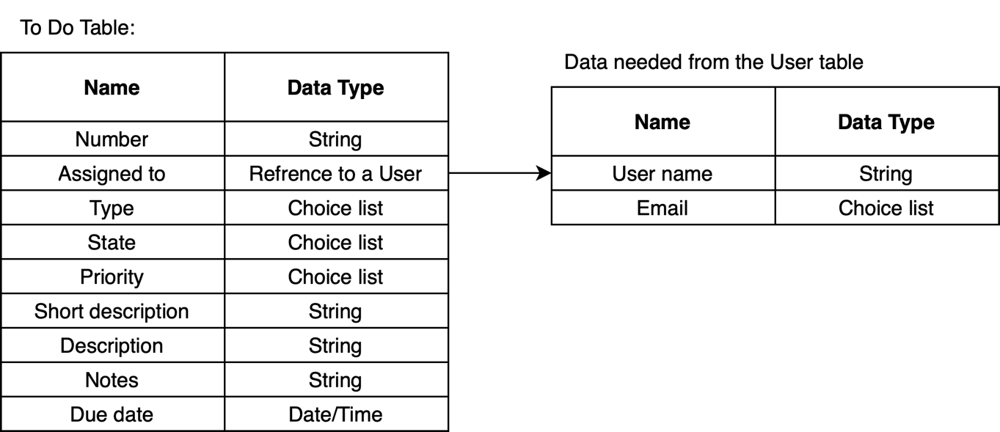 To Do Table:
Name Data Type
Number String
Assigned to Refrence to a User
Type Choice list
State Choice list
Priority Choice list
Short description String
Description String
Notes String
Due date Date/Time
Data needed from the User table
Name Data Type
User name String
Email Choice list